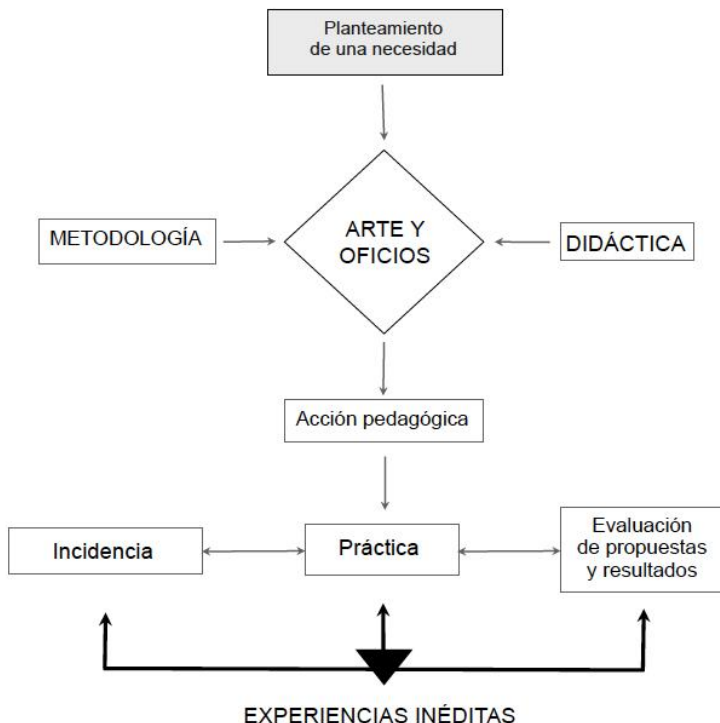 Planteamiento
de una necesidad
METODOLOGÍA
ARTE Y
OFICIOS
DIDÁCTICA
Acción pedagógica
Incidencia
Práctica
Evaluación
de propuestas
y resultados
EXPERIENCIAS INÉDITAS